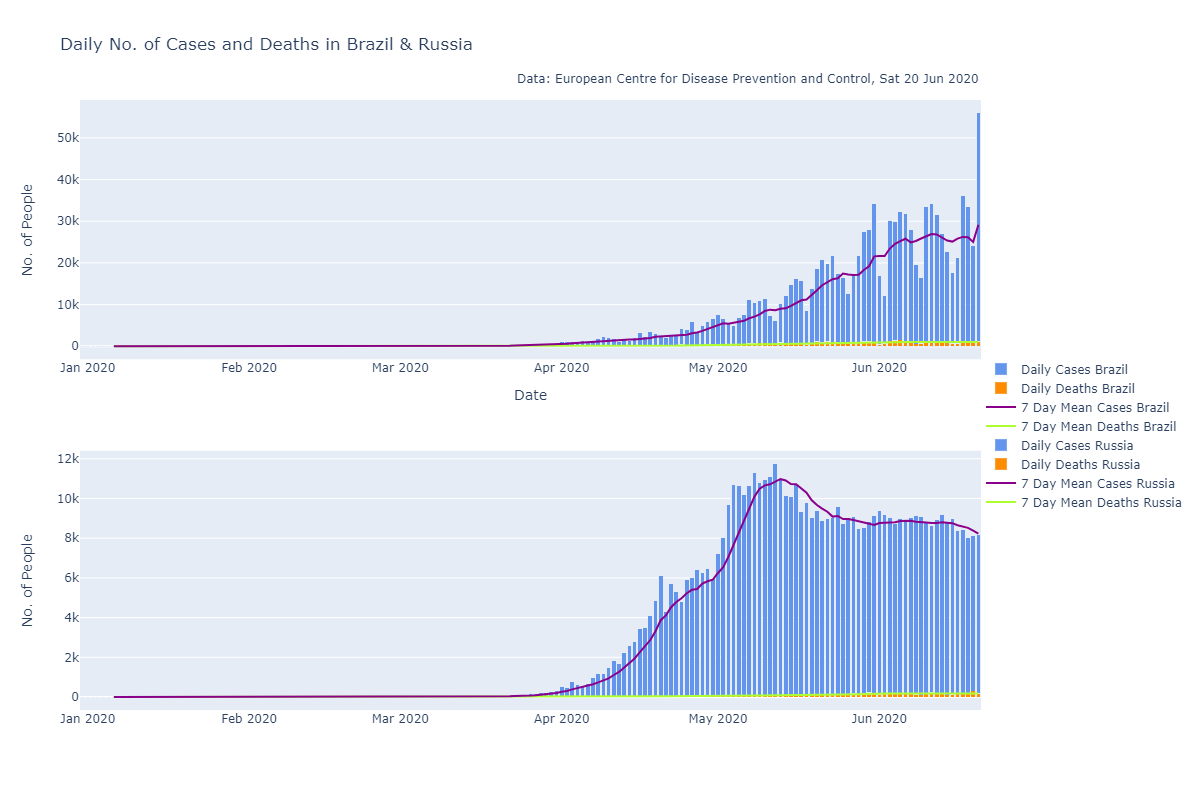 Daily No. of Cases and Deaths in Brazil & Russia
Data: European Centre for Disease Prevention and Control, Sat 20 Jun 2020
No. of People
50k
40k
30k
20k
10k
0
Jan 2020 Feb 2020 Mar 2020 Apr 2020 May 2020 Jun 2020
Date
Daily Cases Brazil
Daily Deaths Brazil
7 Day Mean Cases Brazil
7 Day Mean Deaths Brazil
Daily Cases Russia
Daily Deaths Russia
7 Day Mean Cases Russia
7 Day Mean Deaths Russia
No. of People
12k
10k
8k
6k
4k
2k
0
Jan 2020 Feb 2020 Mar 2020 Apr 2020 May 2020 Jun 2020